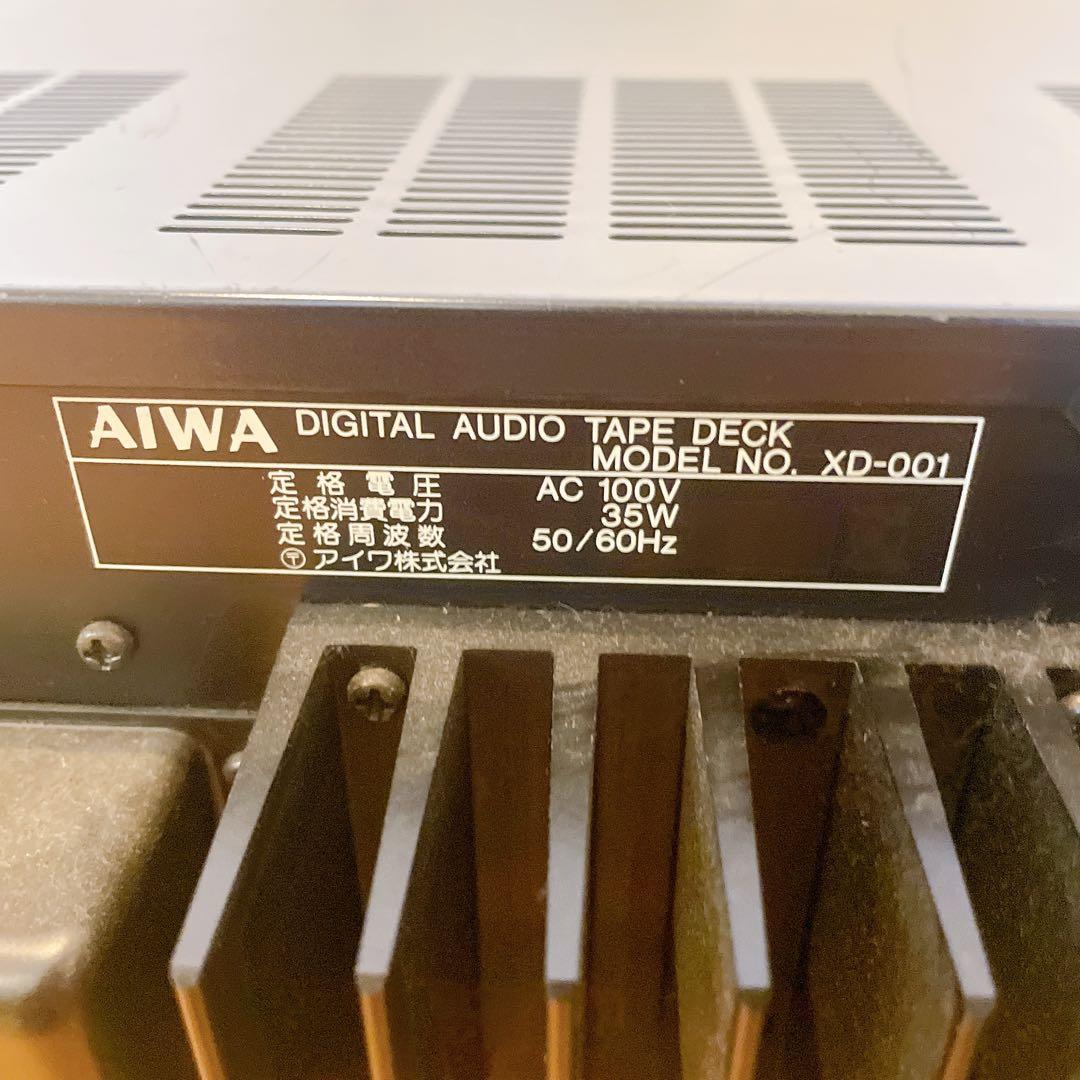 AIWA DIGITAL AUDIO TAPE DECK
MODEL NO. XD-001
定格電圧 AC 100V
定格消費電力 35W
定格周波数 50/60Hz
〶 アイワ株式会社